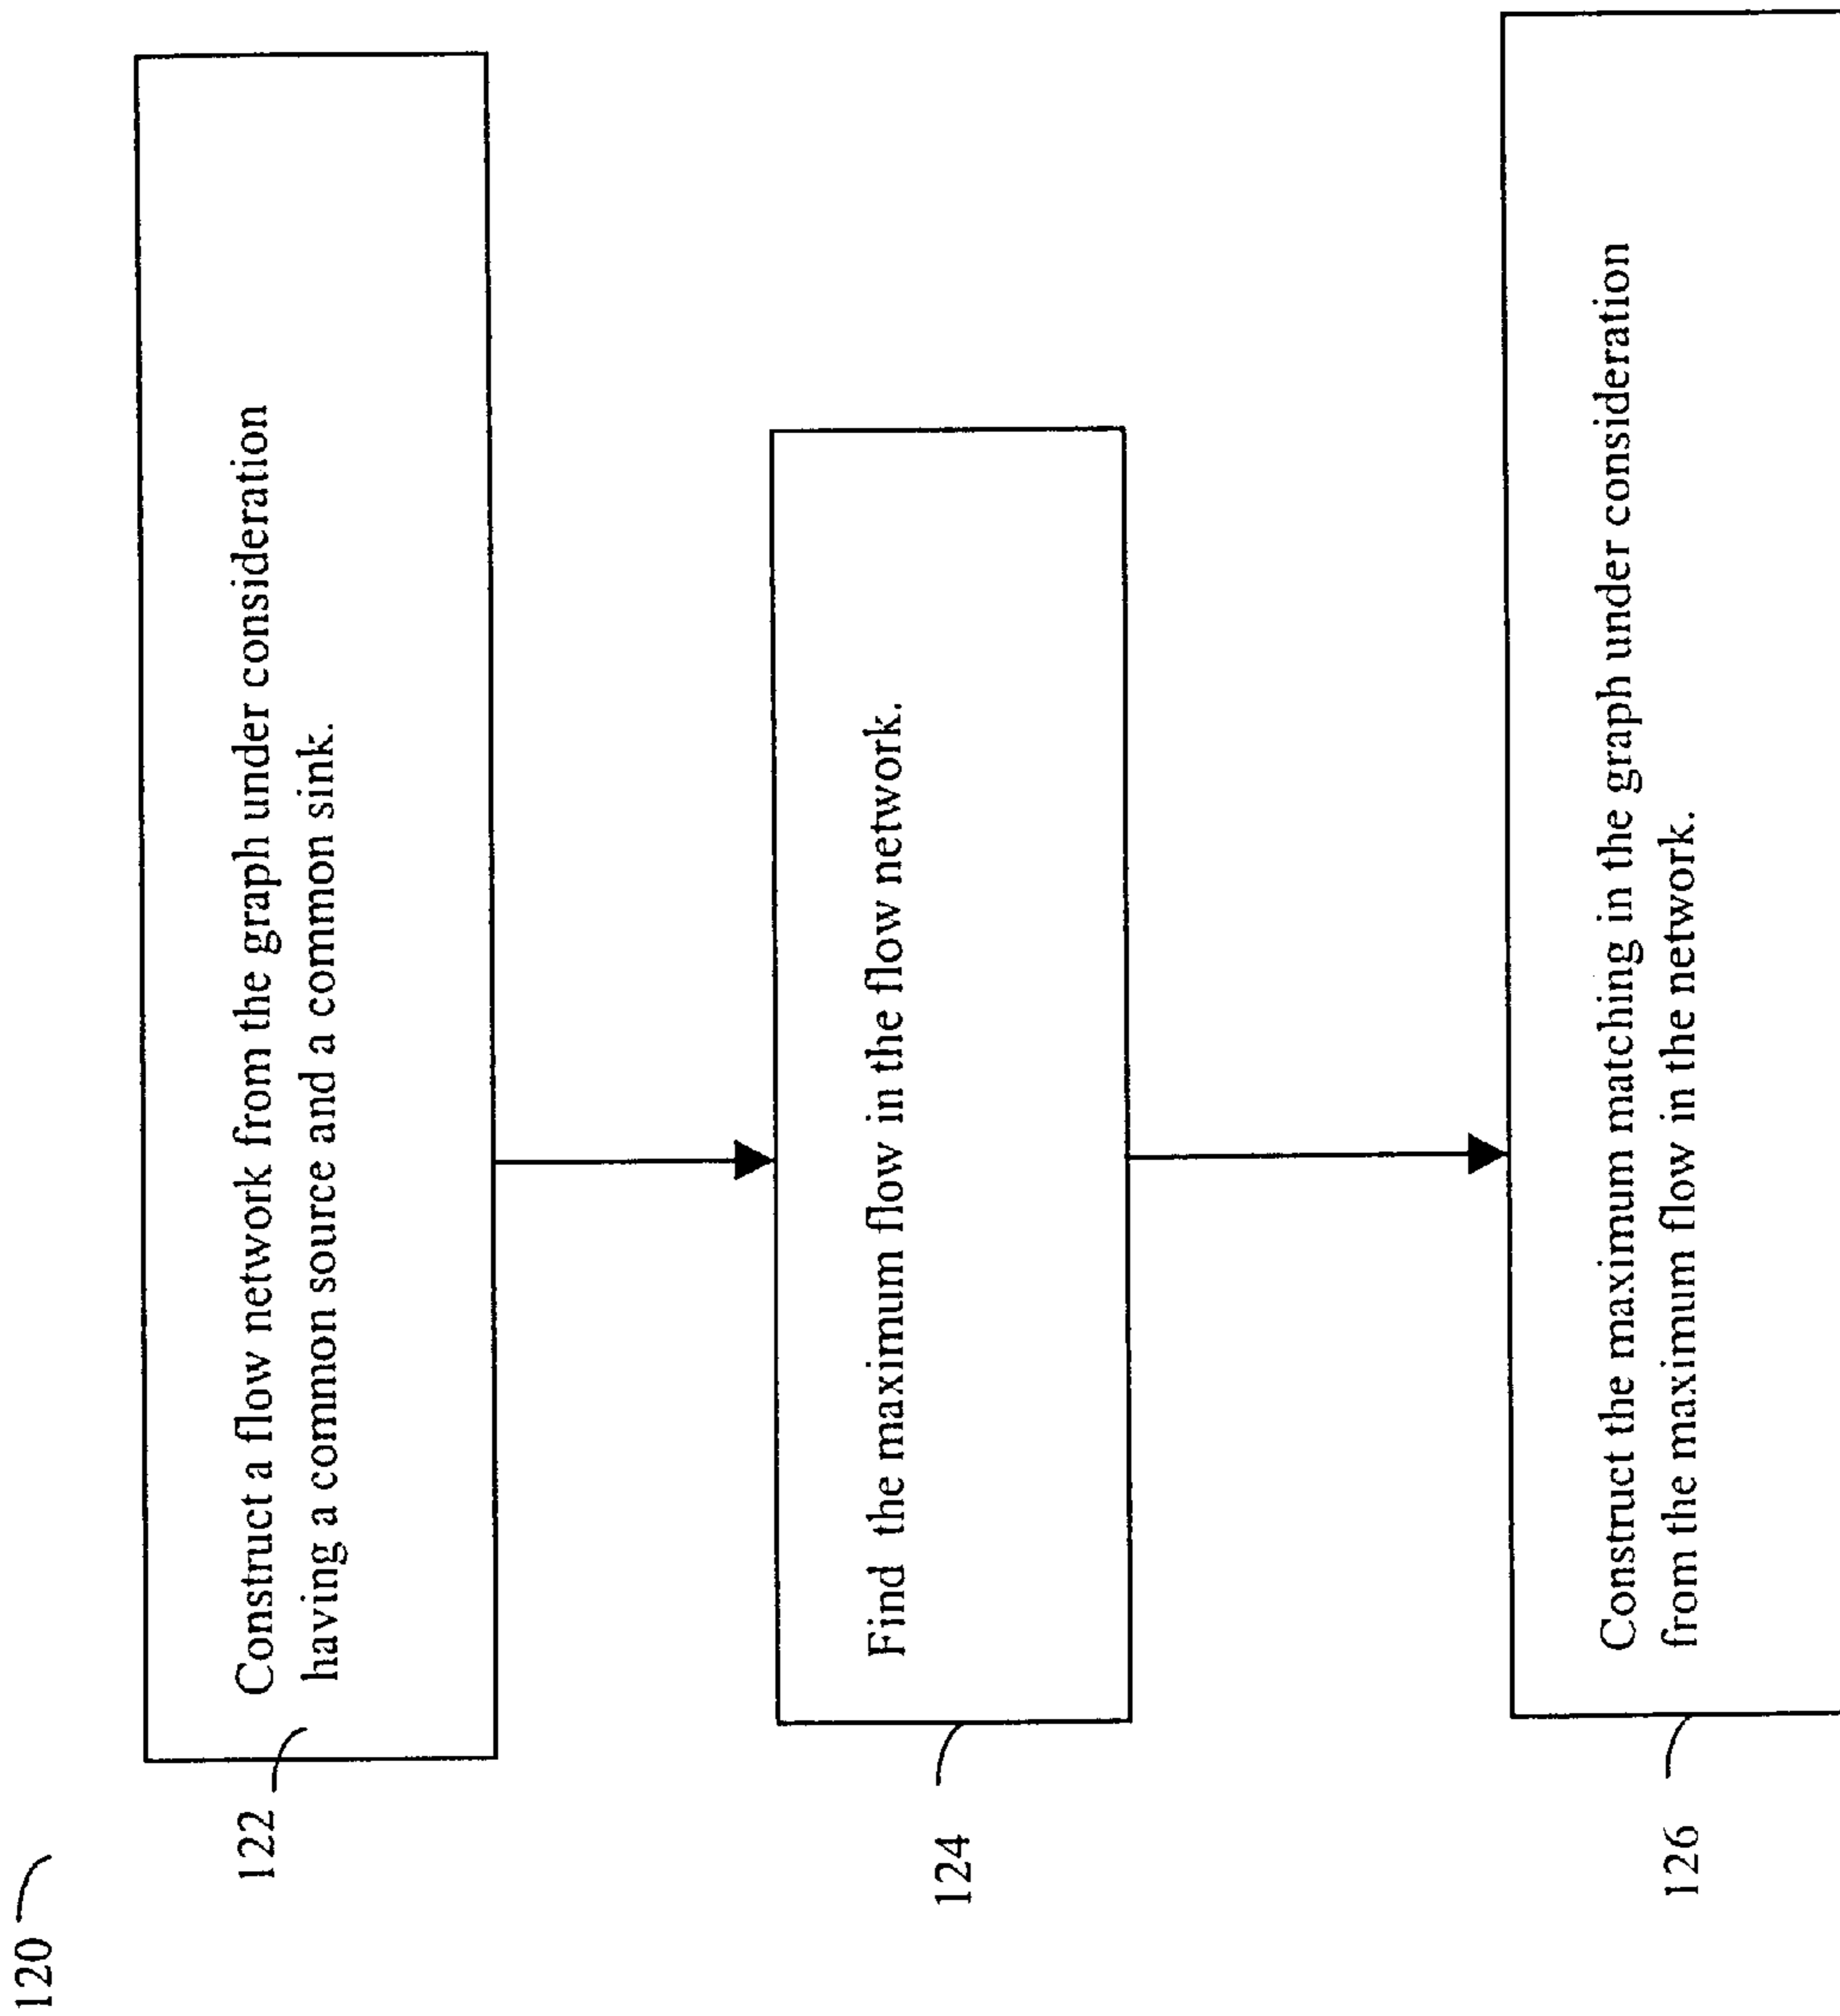 120
122
Construct a flow network from the graph under consideration
having a common source and a common sink.
124
Find the maximum flow in the flow network.
126
Construct the maximum matching in the graph under consideration
from the maximum flow in the network.